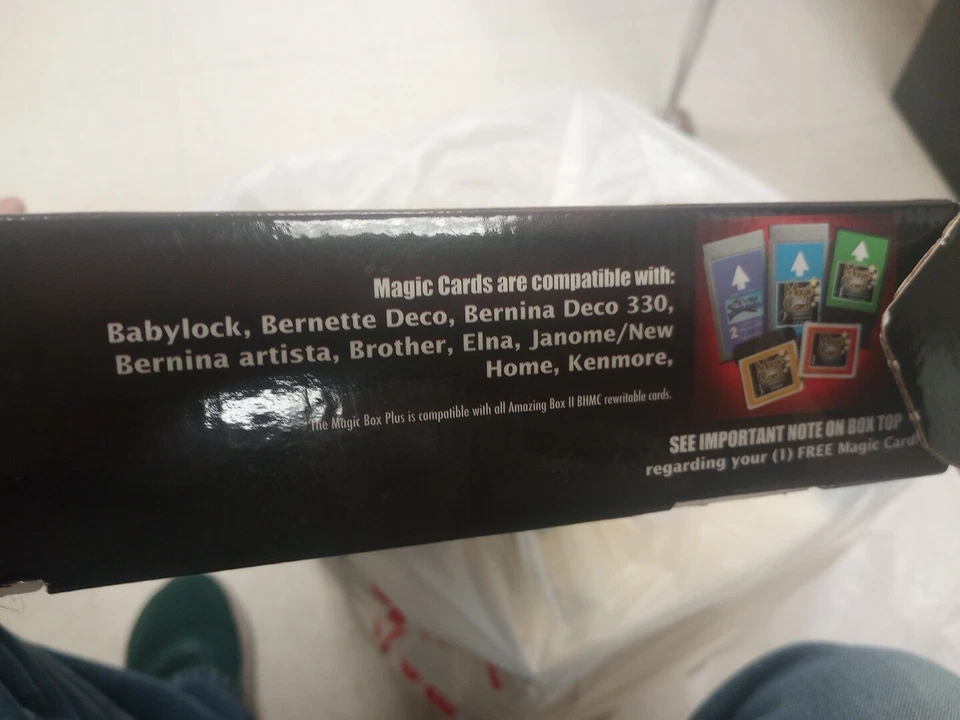 Magic Cards are compatible with:
Babylock, Bernette Deco, Bernina Deco 330,
Bernina artista, Brother, Elna, Janome/New
Home, Kenmore,
The Magic Box Plus is compatible with all Amazing Box II BHMC rewritable cards.
SEE IMPORTANT NOTE ON BOX TOP
regarding your (1) FREE Magic Card
2
Magic